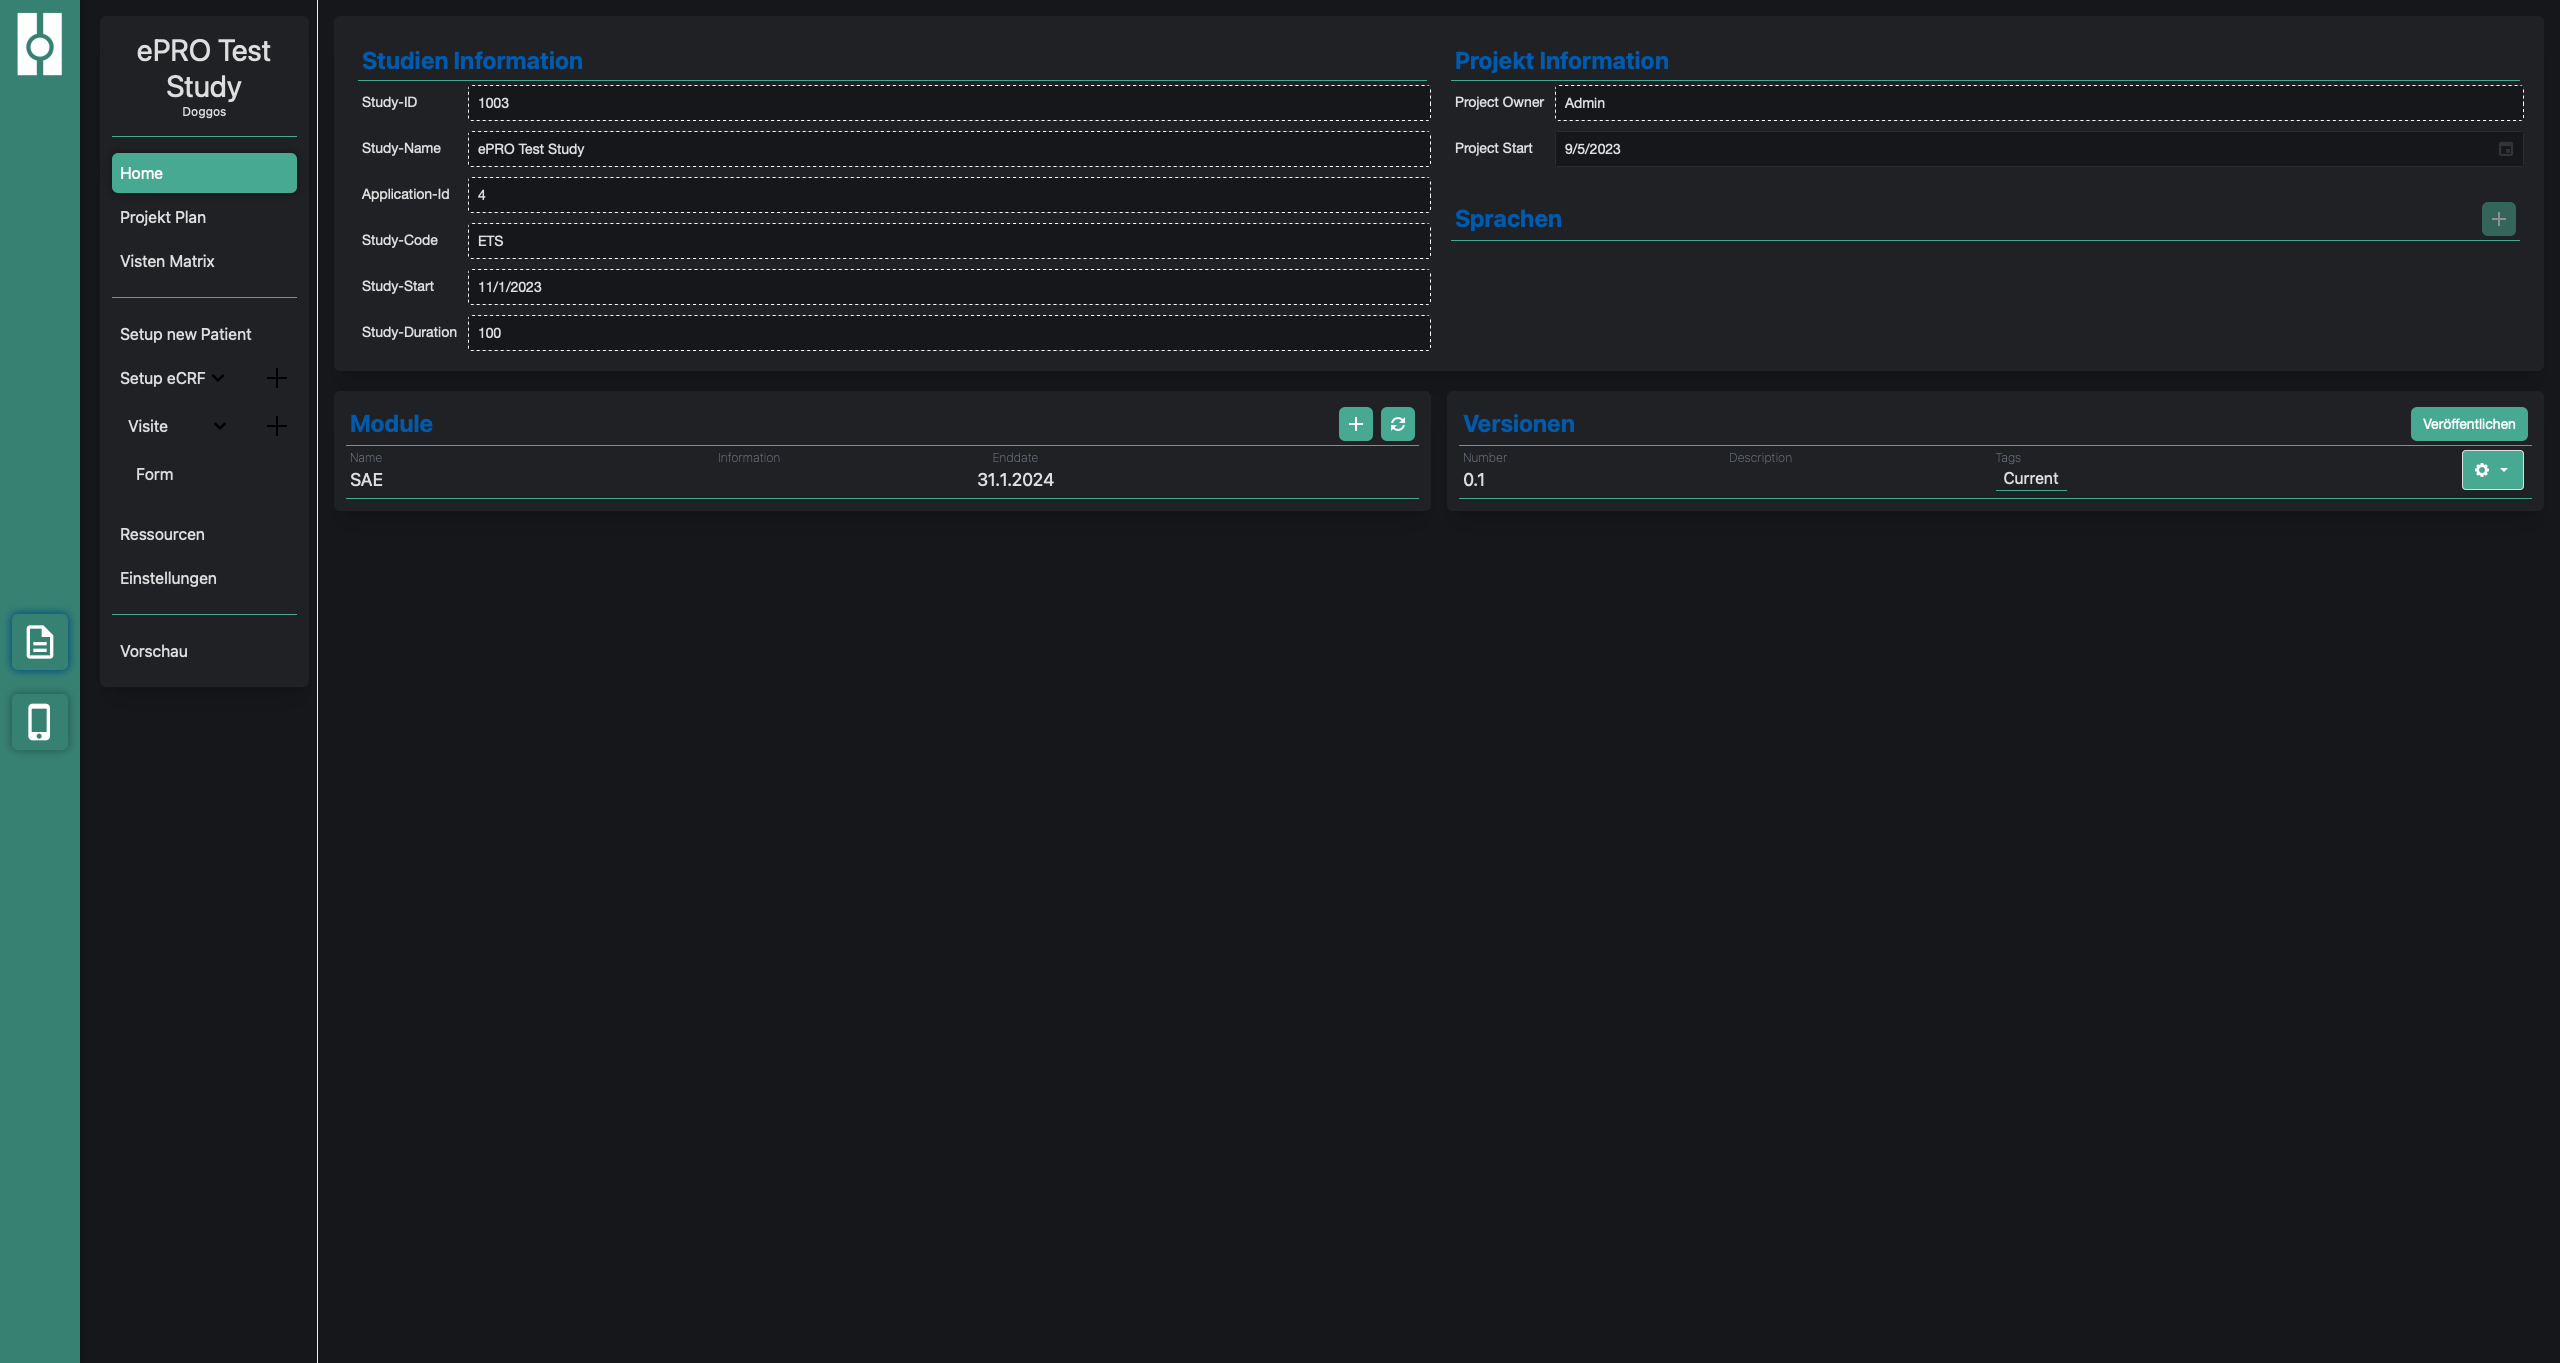 ePRO Test
Study
Doggos
Home
Projekt Plan
Visten Matrix
Setup new Patient
Setup eCRF
Visite
Form
Ressourcen
Einstellungen
Vorschau
Studien Information
Study-ID 1003
Study-Name ePRO Test Study
Application-Id 4
Study-Code ETS
Study-Start 11/1/2023
Study-Duration 100
Projekt Information
Project Owner Admin
Project Start 9/5/2023
Sprachen
Module
Name Information Enddate
SAE 31.1.2024
Versionen Veröffentlichen
Number Description Tags
0.1 Current